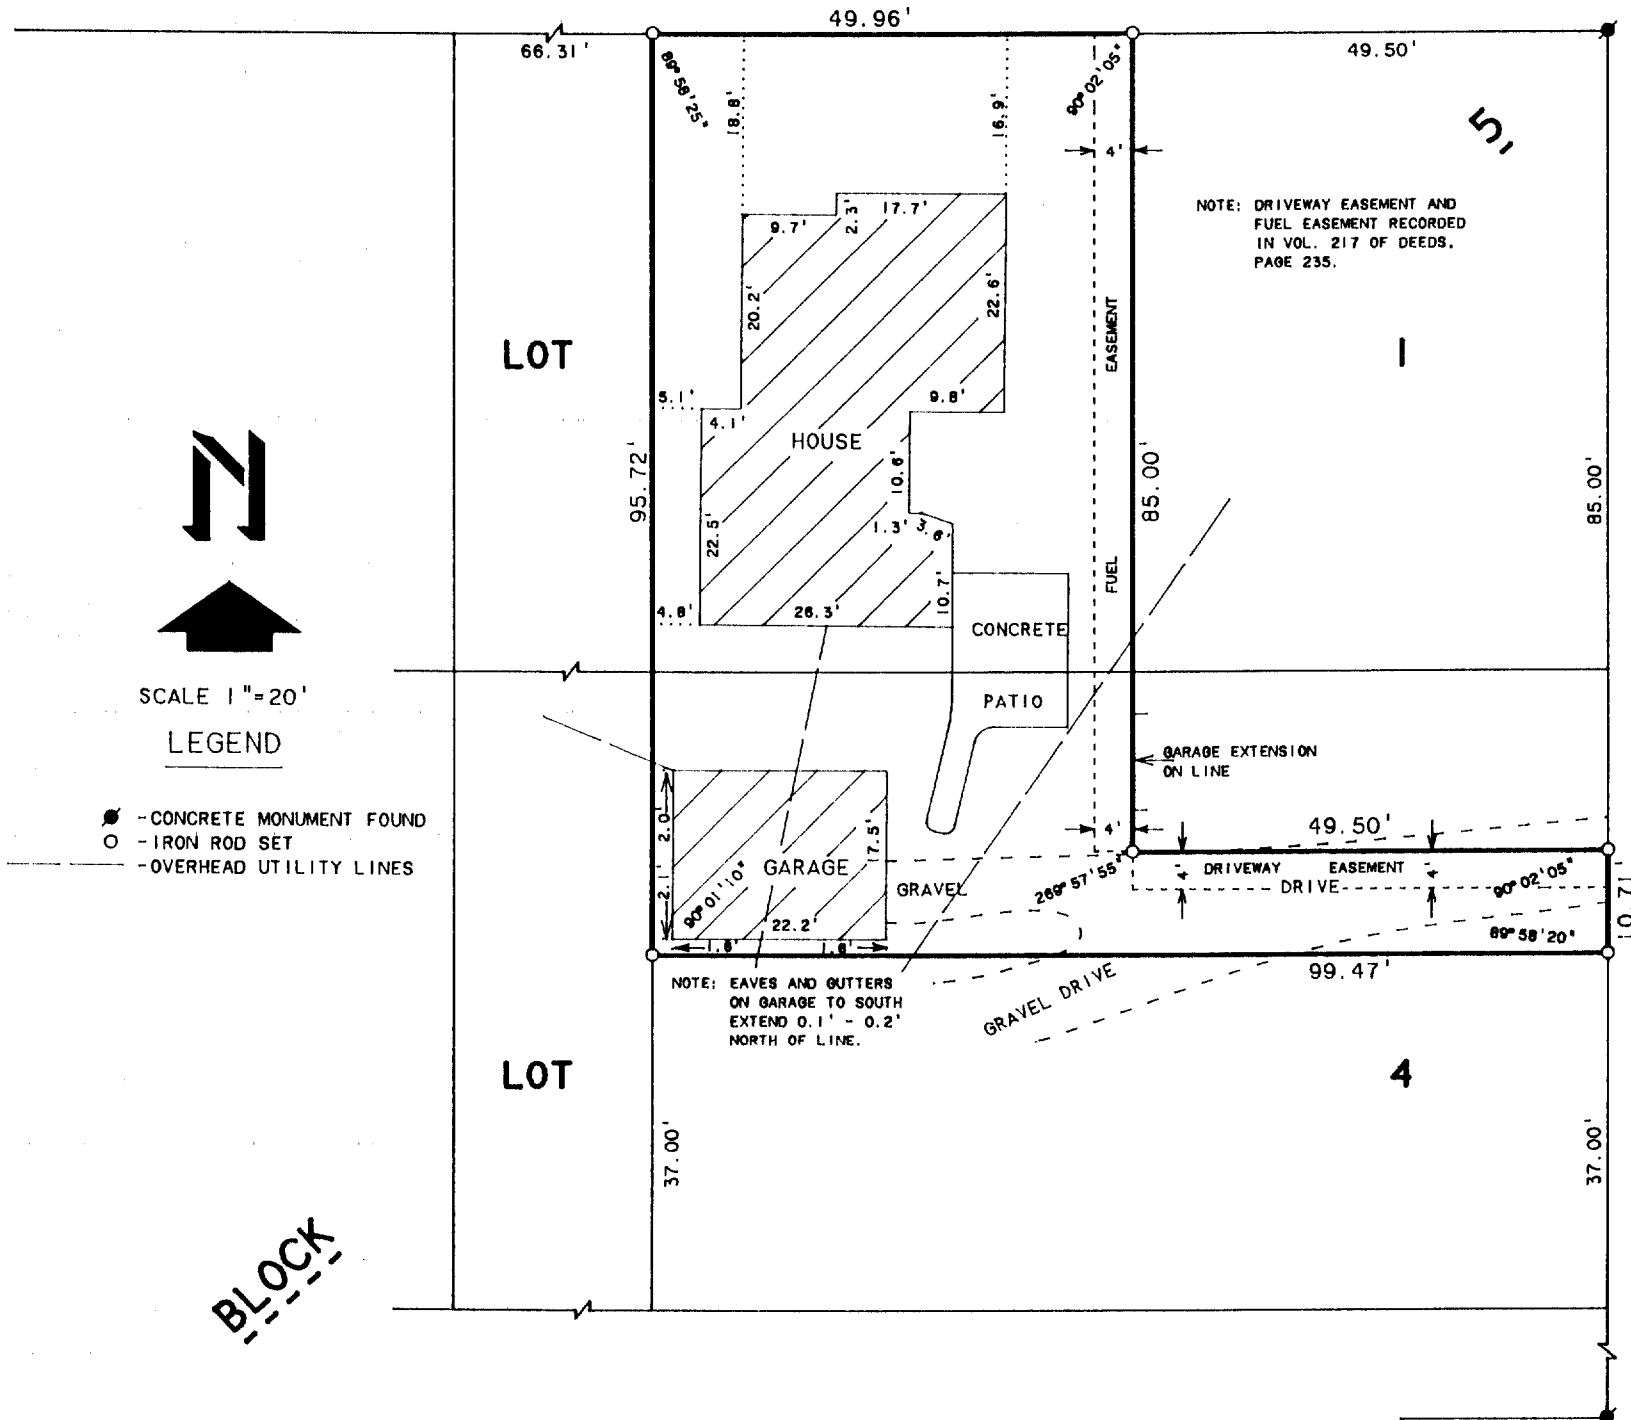 49.96'
66.31'
49.50'
89°58'25"
18.8'
16.9'
90°02'05"
4'
5,
NOTE: DRIVEWAY EASEMENT AND
FUEL EASEMENT RECORDED
IN VOL. 217 OF DEEDS,
PAGE 235.
17.7'
2.3'
9.7'
20.2'
22.6'
EASEMENT
LOT
1
5.1'
4.1'
9.8'
HOUSE
N
95.72'
10.6'
85.00'
85.00'
22.5'
1.3'
3.6'
FUEL
10.7'
4.8'
26.3'
CONCRETE
PATIO
SCALE 1"=20'
LEGEND
GARAGE EXTENSION
ON LINE
- CONCRETE MONUMENT FOUND
- IRON ROD SET
- OVERHEAD UTILITY LINES
2.0'
17.5'
4'
49.50'
GARAGE
GRAVEL
269°57'55"
4'
DRIVEWAY EASEMENT
4'
DRIVE
90°02'05"
10.71'
2.1'
90°01'10"
22.2'
1.6'
1.6'
89°58'20"
99.47'
NOTE: EAVES AND GUTTERS
ON GARAGE TO SOUTH
EXTEND 0.1' - 0.2'
NORTH OF LINE.
GRAVEL DRIVE
LOT
4
37.00'
37.00'
BLOCK